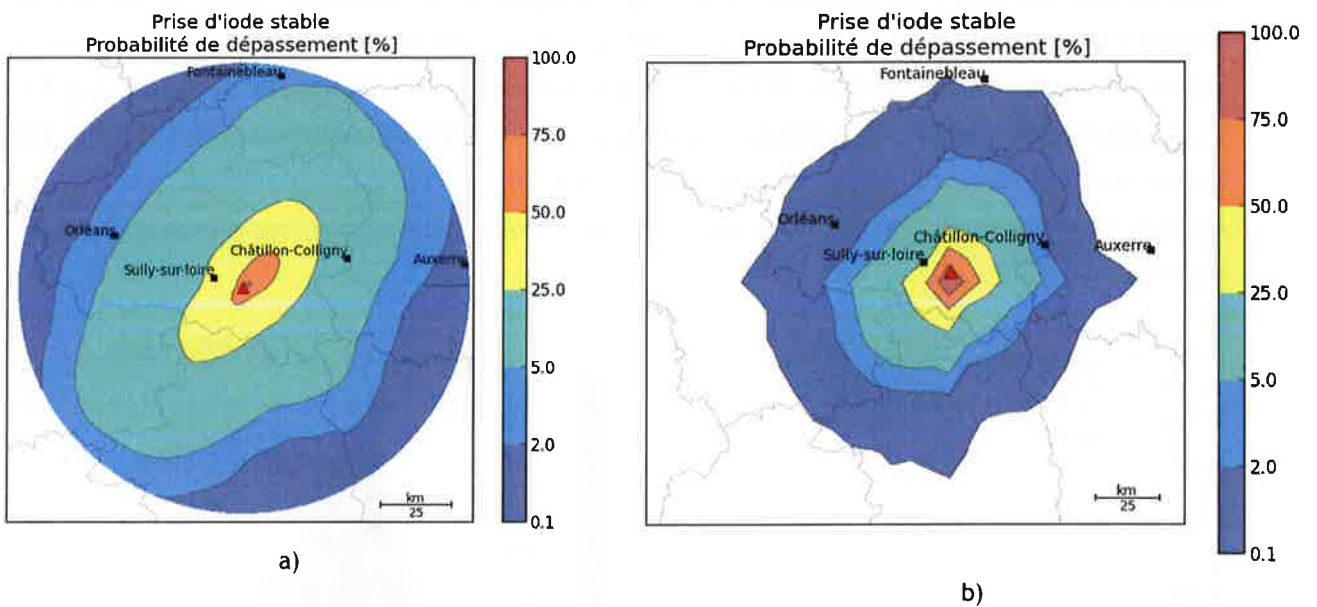 Prise d'iode stable
Probabilité de dépassement [%]
Fontainebleau
Orléans
Châtillon-Colligny
Sully-sur-loire
Auxerre
km
25
100.0
75.0
50.0
25.0
5.0
2.0
0.1
a)
Prise d'iode stable
Probabilité de dépassement [%]
Fontainebleau
Orléans
Châtillon-Colligny
Auxerre
Sully-sur-loire
km
25
100.0
75.0
50.0
25.0
5.0
2.0
0.1
b)